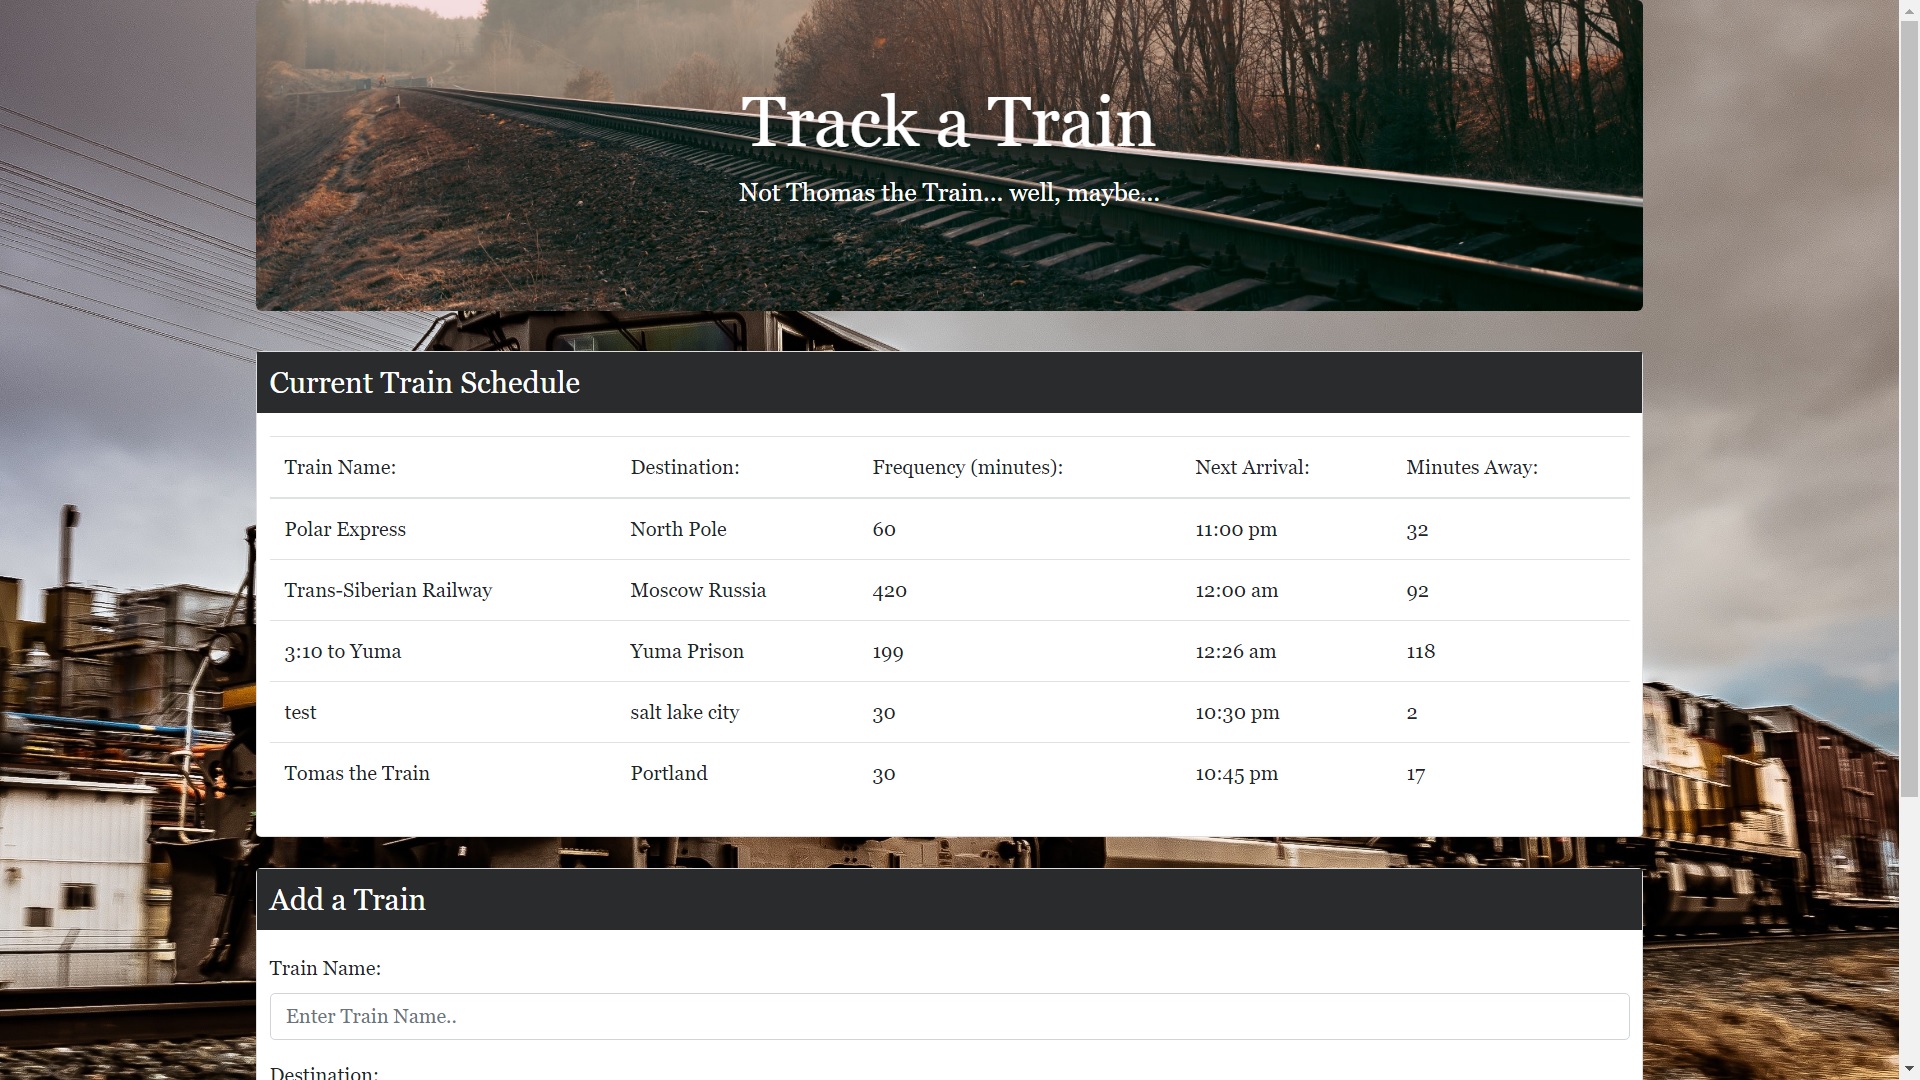 Track a Train
Not Thomas the Train... well, maybe...
Current Train Schedule
Train Name: Destination: Frequency (minutes): Next Arrival: Minutes Away:
Polar Express North Pole 60 11:00 pm 32
Trans-Siberian Railway Moscow Russia 420 12:00 am 92
3:10 to Yuma Yuma Prison 199 12:26 am 118
test salt lake city 30 10:30 pm 2
Tomas the Train Portland 30 10:45 pm 17
Add a Train
Train Name:
Enter Train Name..
Destination: